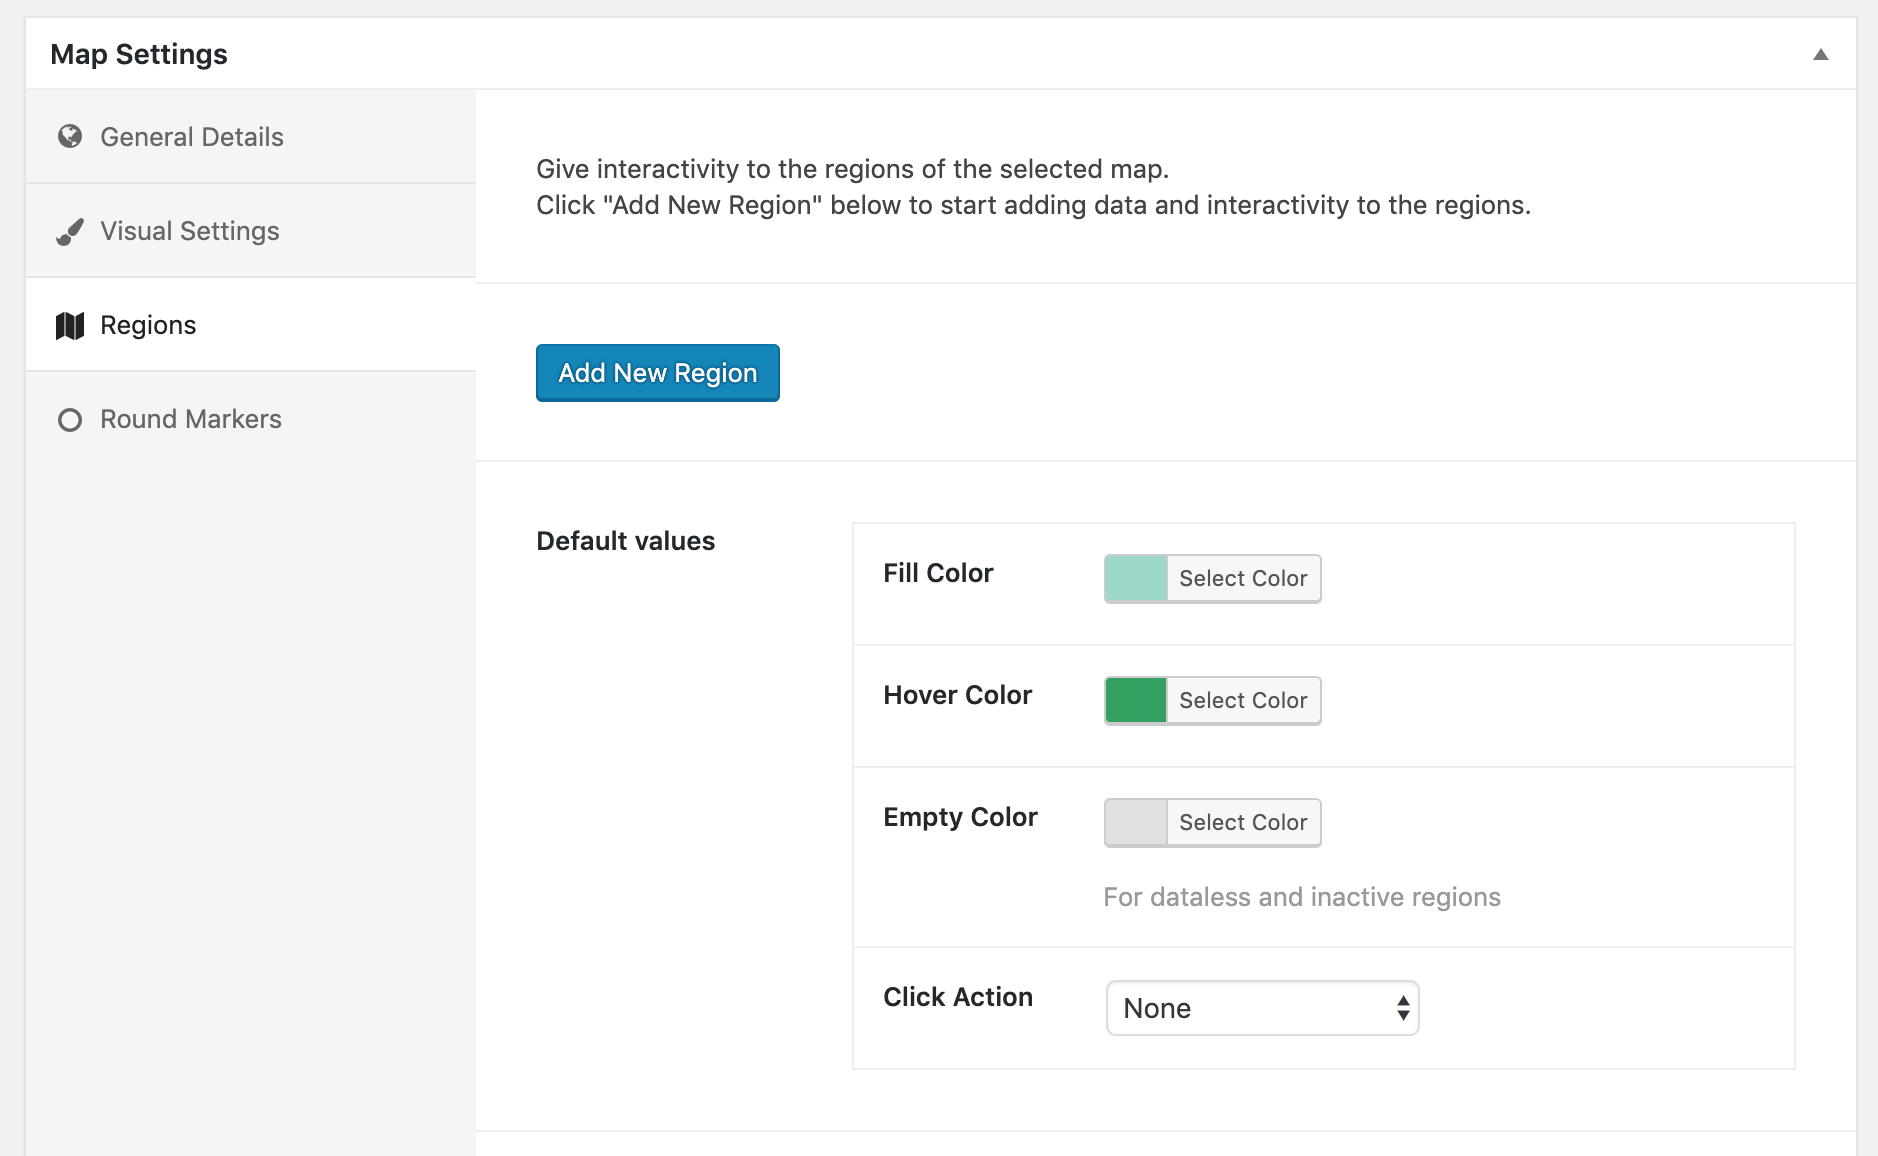 Map Settings
General Details
Visual Settings
Regions
Round Markers
Give interactivity to the regions of the selected map.
Click "Add New Region" below to start adding data and interactivity to the regions.
Add New Region
Default values
Fill Color
Select Color
Hover Color
Select Color
Empty Color
Select Color
For dataless and inactive regions
Click Action
None